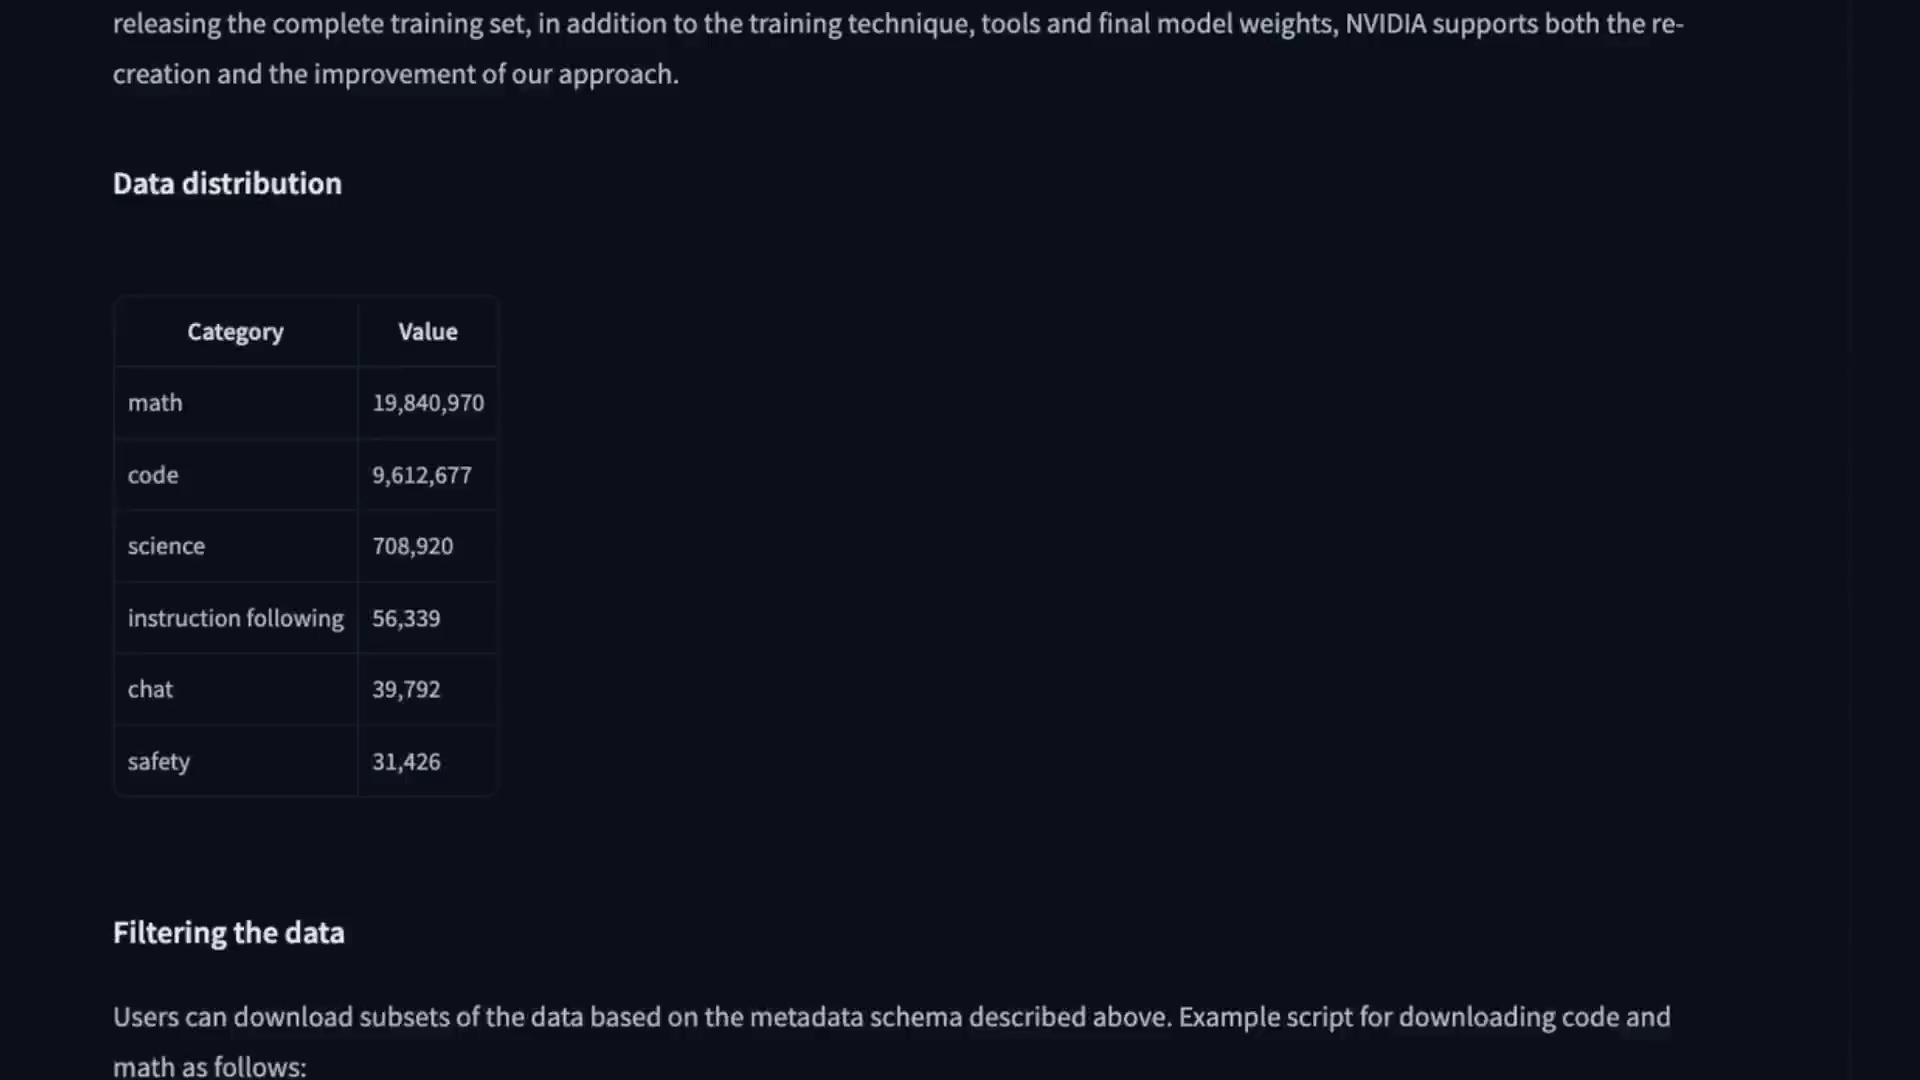 releasing the complete training set, in addition to the training technique, tools and final model weights, NVIDIA supports both the re-
creation and the improvement of our approach.
Data distribution
Category Value
math 19,840,970
code 9,612,677
science 708,920
instruction following 56,339
chat 39,792
safety 31,426
Filtering the data
Users can download subsets of the data based on the metadata schema described above. Example script for downloading code and
math as follows: